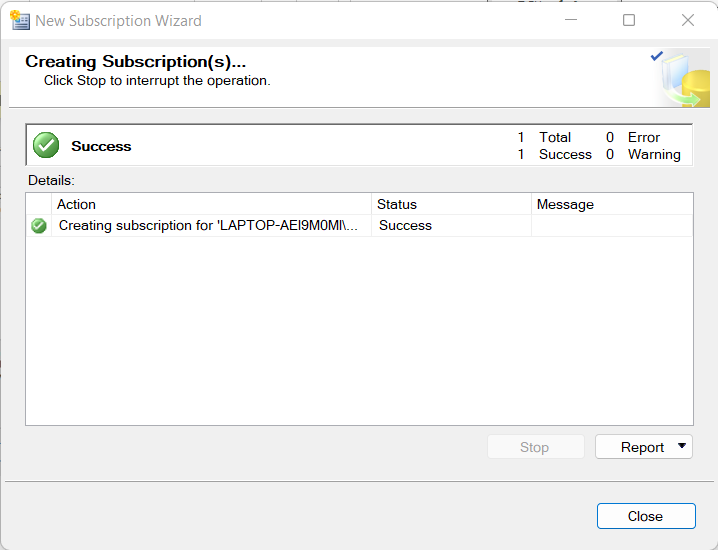 New Subscription Wizard
Creating Subscription(s)...
Click Stop to interrupt the operation.
Success
1 Total 0 Error
1 Success 0 Warning
Details:
Action Status Message
Creating subscription for 'LAPTOP-AEI9M0MI\... Success
Stop Report
Close